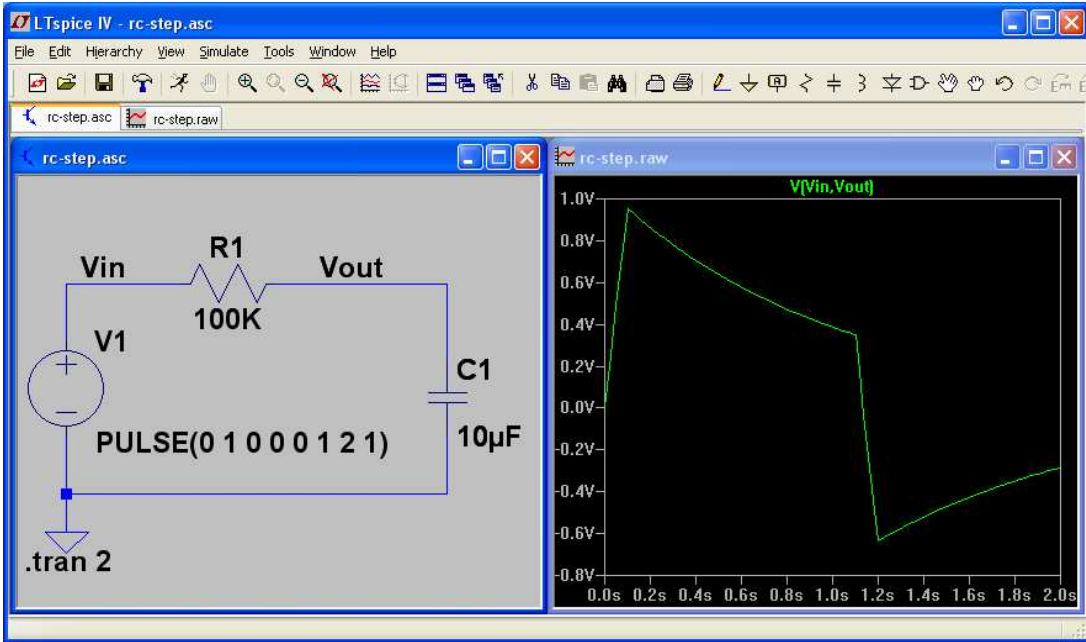 LTspice IV - rc-step.asc
File Edit Hierarchy View Simulate Tools Window Help
rc-step.asc rc-step.raw
rc-step.asc
R1
Vin Vout
100K
V1
C1
10µF
PULSE(0 1 0 0 0 1 2 1)
.tran 2
rc-step.raw
V(Vin,Vout)
1.0V
0.8V
0.6V
0.4V
0.2V
0.0V
-0.2V
-0.4V
-0.6V
-0.8V
0.0s 0.2s 0.4s 0.6s 0.8s 1.0s 1.2s 1.4s 1.6s 1.8s 2.0s